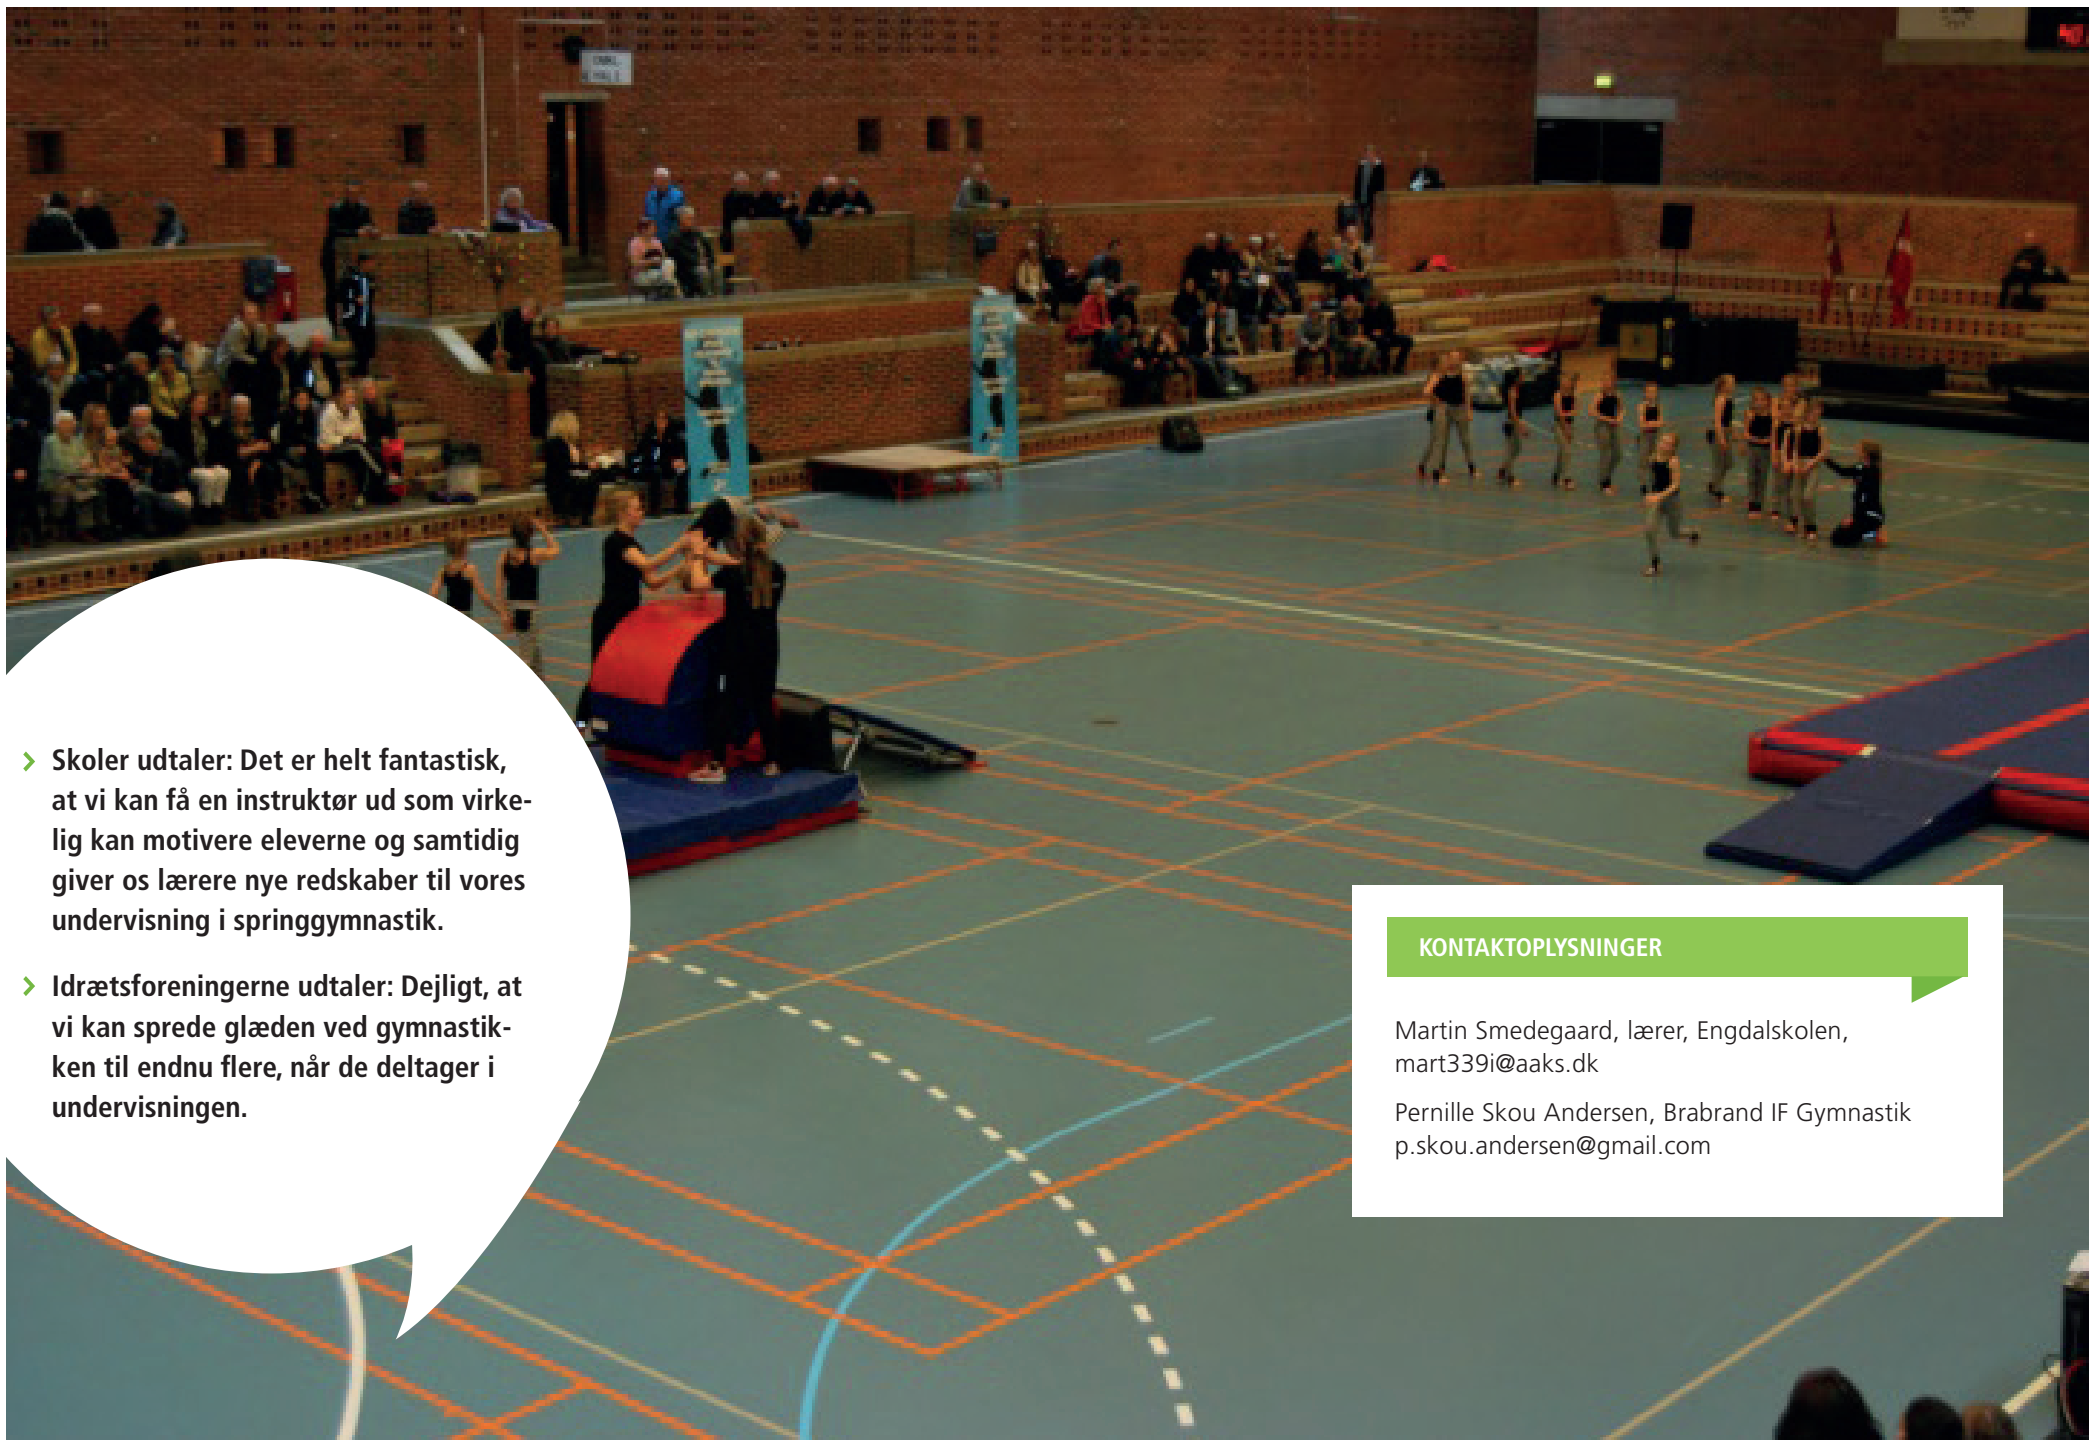 Skoler udtaler: Det er helt fantastisk,
at vi kan få en instruktør ud som virke-
lig kan motivere eleverne og samtidig
giver os lærere nye redskaber til vores
undervisning i springgymnastik.
Idrætsforeningerne udtaler: Dejligt, at
vi kan sprede glæden ved gymnastik-
ken til endnu flere, når de deltager i
undervisningen.
KONTAKTOPLYSNINGER
Martin Smedegaard, lærer, Engdalskolen,
mart339i@aaks.dk
Pernille Skou Andersen, Brabrand IF Gymnastik
p.skou.andersen@gmail.com